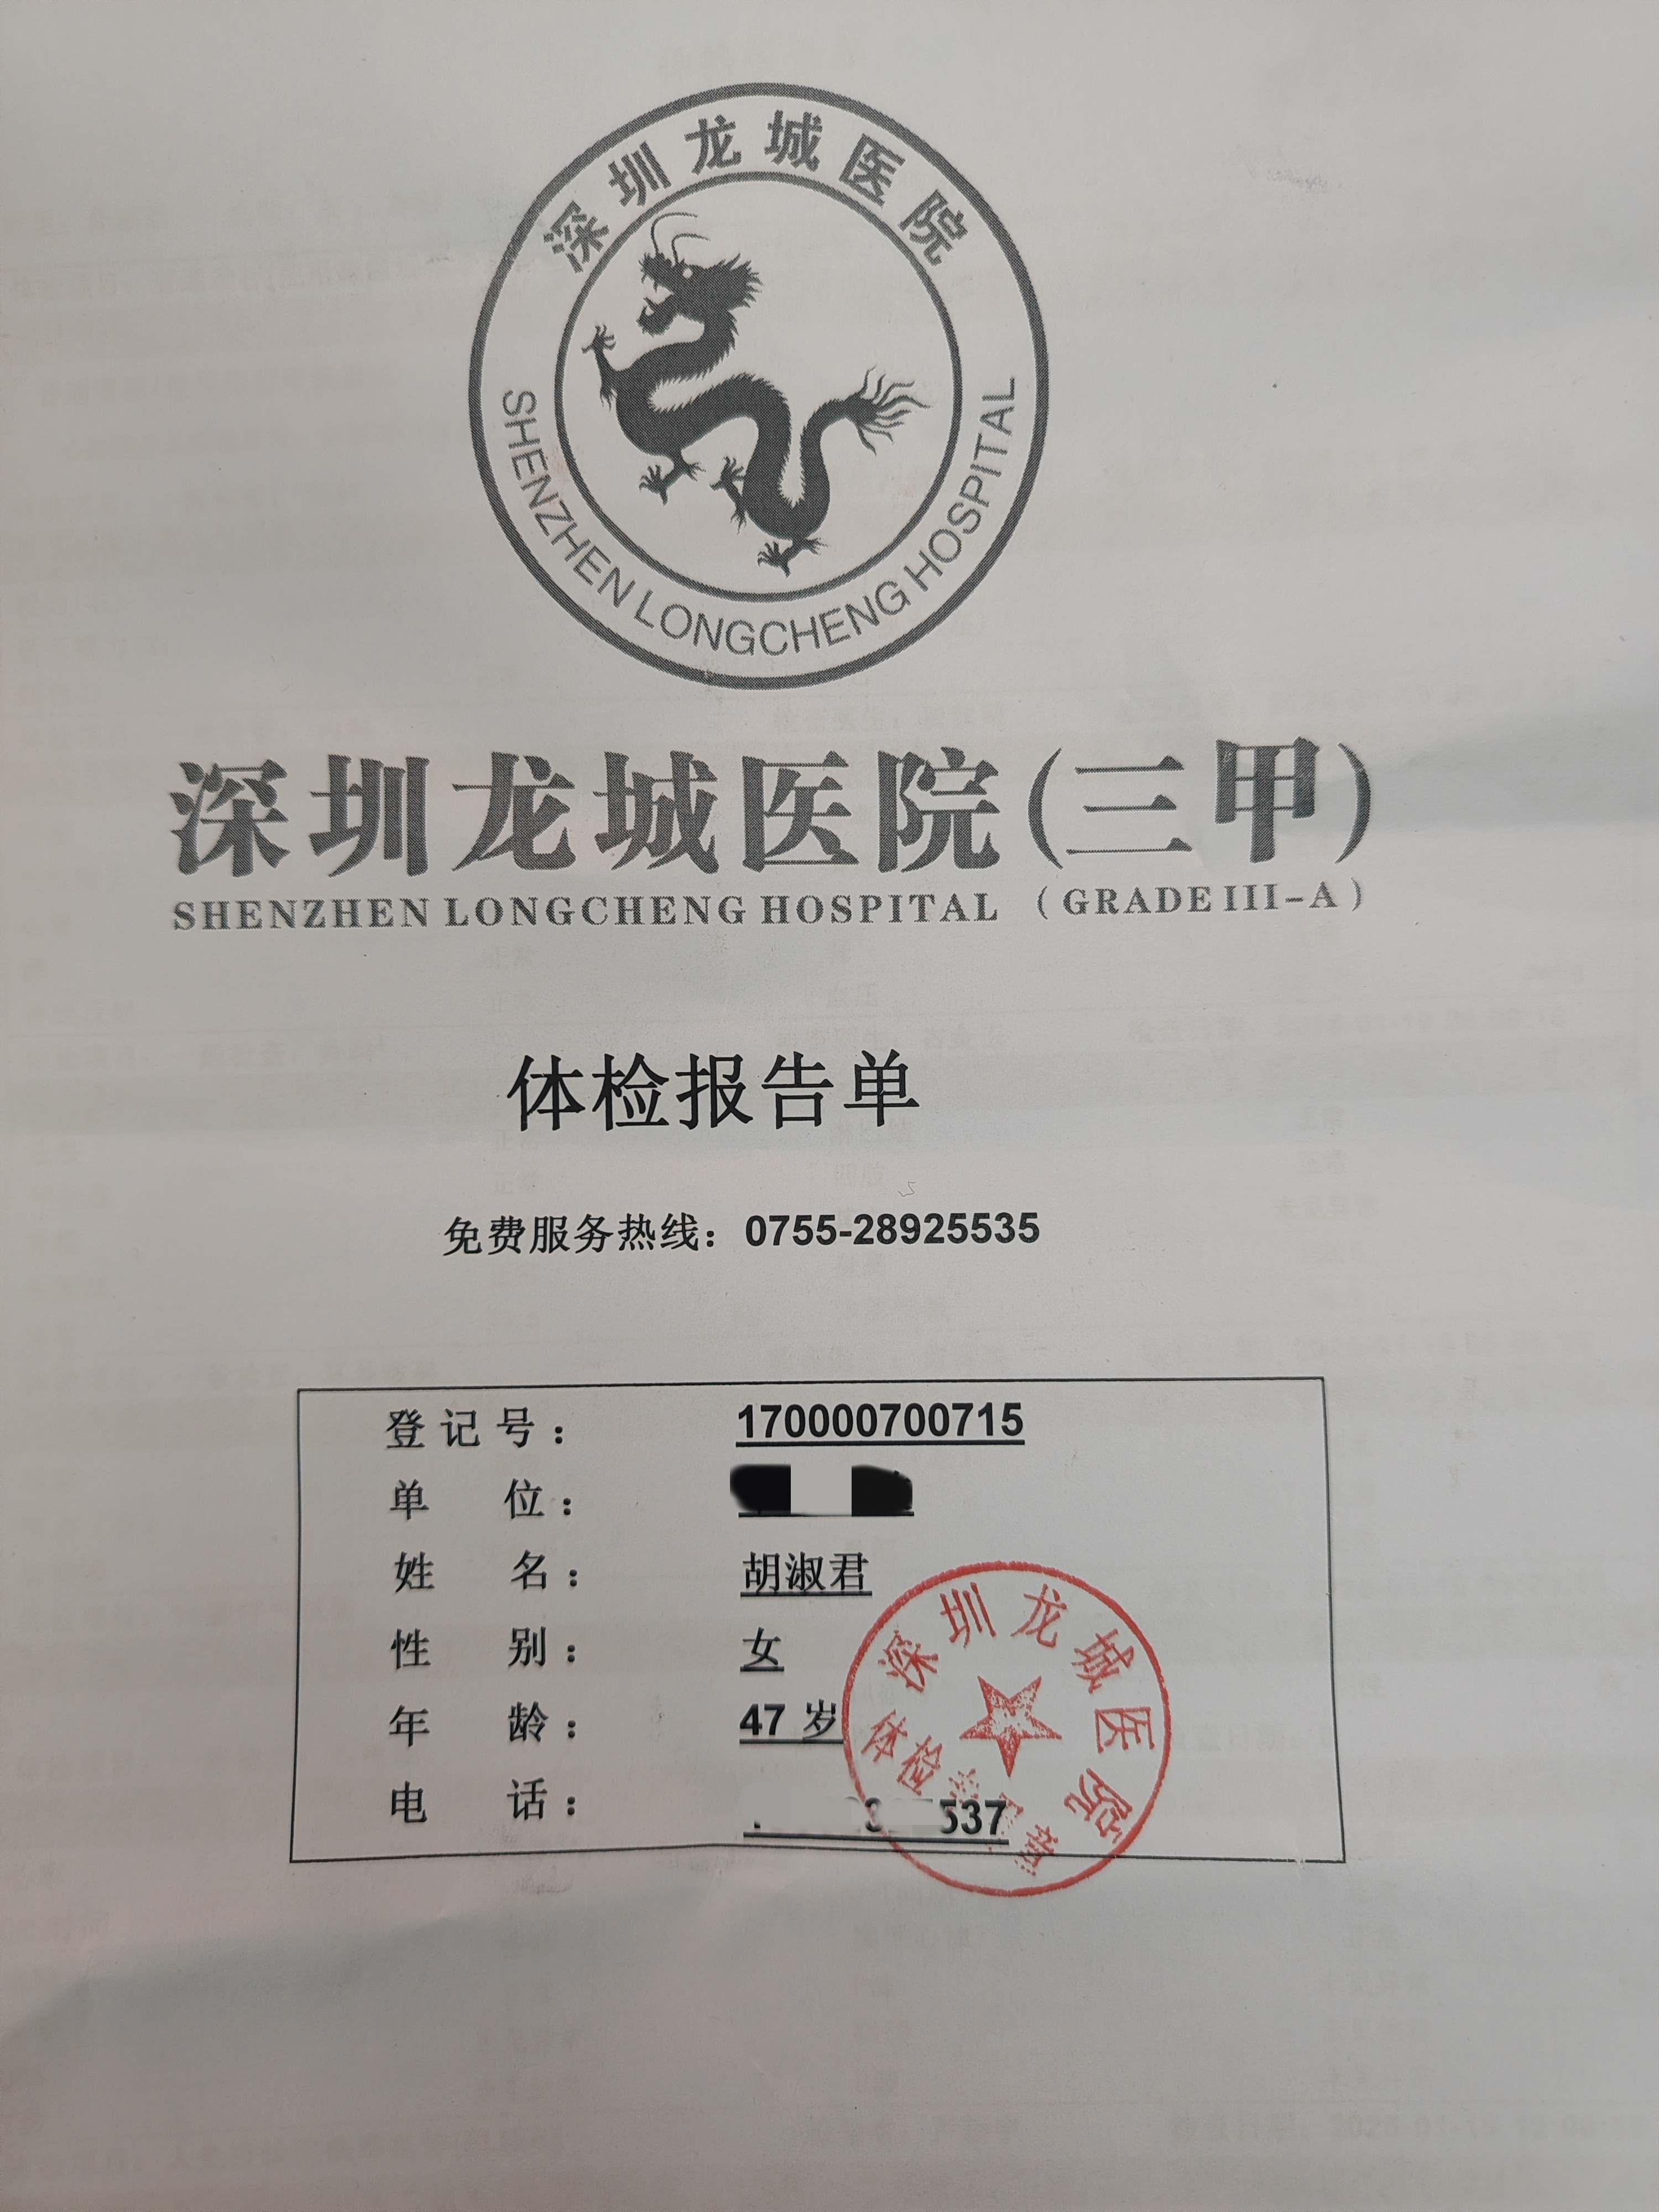 深圳龙城医院
SHENZHEN LONGCHENG HOSPITAL
深圳龙城医院(三甲)
SHENZHEN LONGCHENG HOSPITAL (GRADE III-A)
体检报告单
免费服务热线：0755-28925535
登记号： 170000700715
单位：
姓名： 胡淑君
性别： 女
年龄： 47 岁
电话： 537
深圳龙城医院
体检